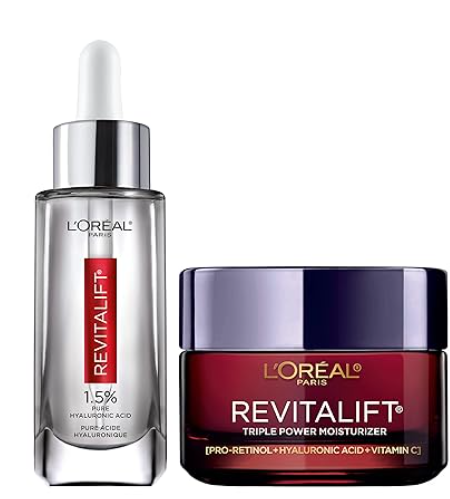 L'ORÉAL®
PARIS
REVITALIFT®
1.5%
PURE
HYALURONIC ACID
PURE ACIDE
HYALURONIQUE
L'ORÉAL®
PARIS
REVITALIFT®
TRIPLE POWER MOISTURIZER
[PRO-RETINOL+HYALURONIC ACID+VITAMIN C]